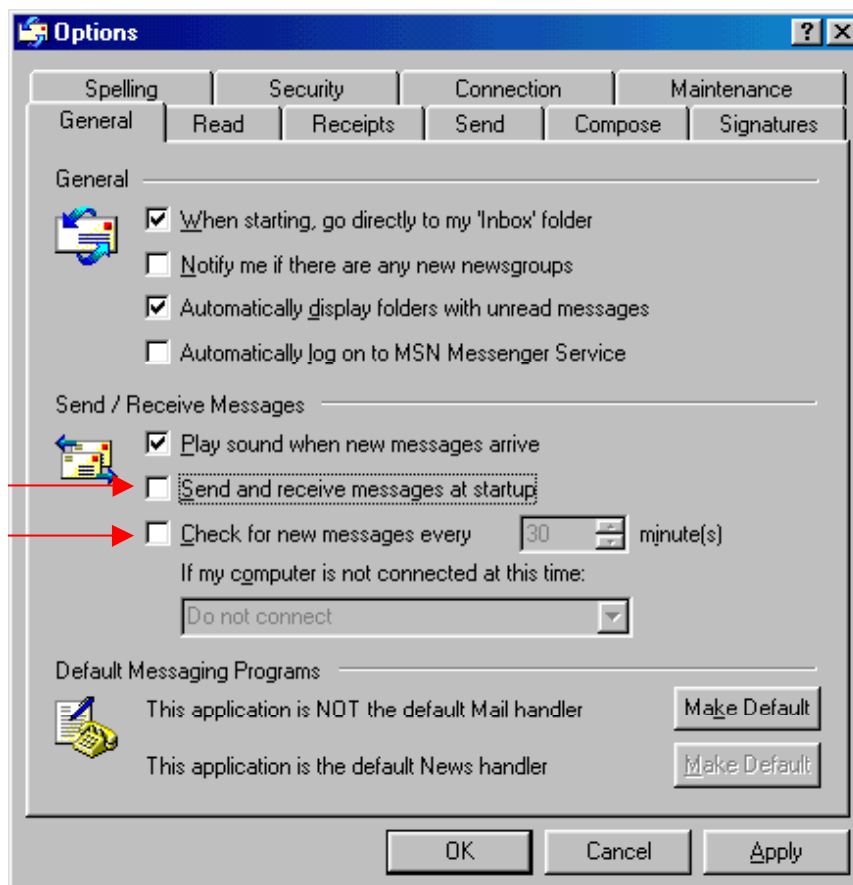 Options
Spelling Security Connection Maintenance
General Read Receipts Send Compose Signatures
General
When starting, go directly to my 'Inbox' folder
Notify me if there are any new newsgroups
Automatically display folders with unread messages
Automatically log on to MSN Messenger Service
Send / Receive Messages
Play sound when new messages arrive
Send and receive messages at startup
Check for new messages every 30 minute(s)
If my computer is not connected at this time:
Do not connect
Default Messaging Programs
This application is NOT the default Mail handler Make Default
This application is the default News handler Make Default
OK Cancel Apply